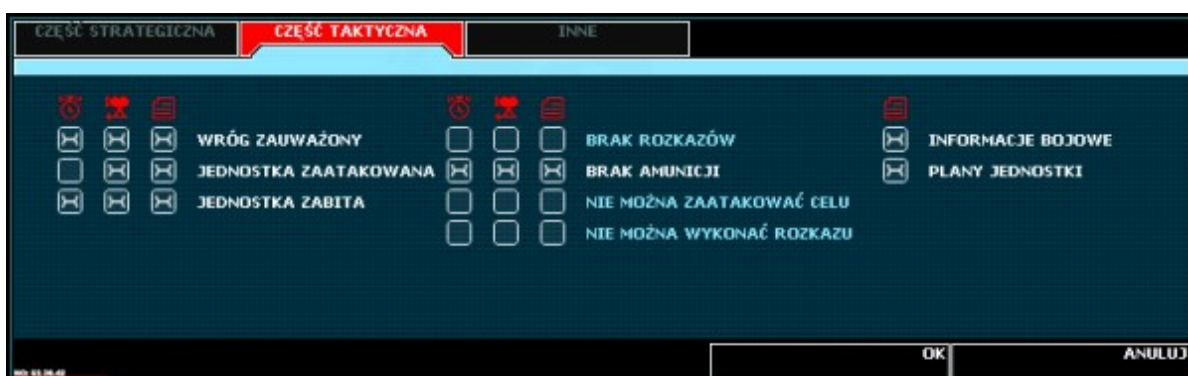 CZĘŚĆ STRATEGICZNA
CZĘŚĆ TAKTYCZNA
INNE
WRÓG ZAUWAŻONY
BRAK ROZKAZÓW
INFORMACJE BOJOWE
JEDNOSTKA ZAATAKOWANA
BRAK AMUNICJI
PLANY JEDNOSTKI
JEDNOSTKA ZABITA
NIE MOŻNA ZAATAKOWAĆ CELU
NIE MOŻNA WYKONAĆ ROZKAZU
OK
ANULUJ